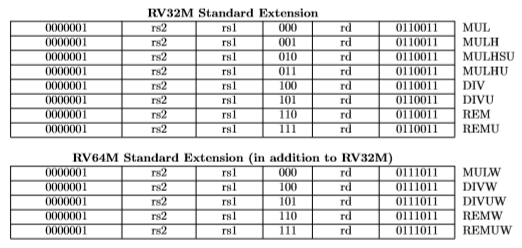 RV32M Standard Extension
0000001 rs2 rs1 000 rd 0110011 MUL
0000001 rs2 rs1 001 rd 0110011 MULH
0000001 rs2 rs1 010 rd 0110011 MULHSU
0000001 rs2 rs1 011 rd 0110011 MULHU
0000001 rs2 rs1 100 rd 0110011 DIV
0000001 rs2 rs1 101 rd 0110011 DIVU
0000001 rs2 rs1 110 rd 0110011 REM
0000001 rs2 rs1 111 rd 0110011 REMU
RV64M Standard Extension (in addition to RV32M)
0000001 rs2 rs1 000 rd 0111011 MULW
0000001 rs2 rs1 100 rd 0111011 DIVW
0000001 rs2 rs1 101 rd 0111011 DIVUW
0000001 rs2 rs1 110 rd 0111011 REMW
0000001 rs2 rs1 111 rd 0111011 REMUW